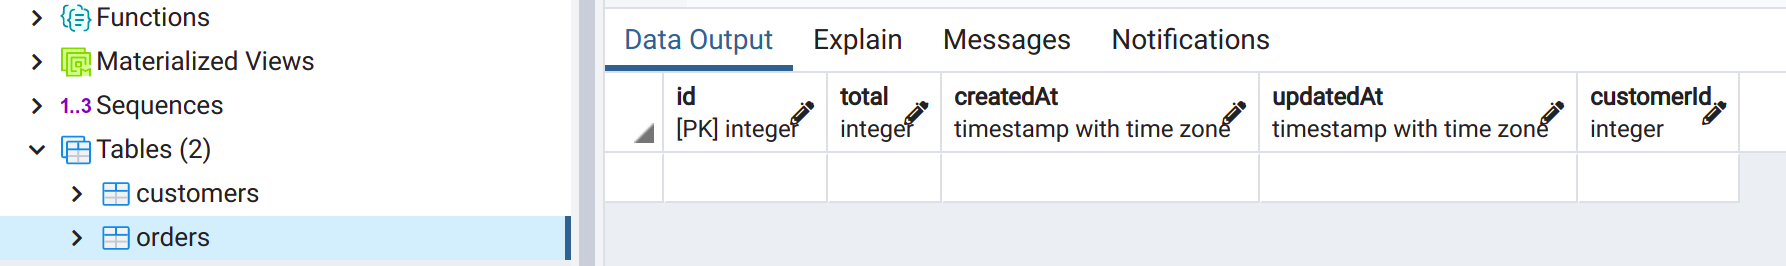 Functions
Materialized Views
1..3 Sequences
Tables (2)
customers
orders
Data Output Explain Messages Notifications
id total createdAt updatedAt customerId
[PK] integer integer timestamp with time zone timestamp with time zone integer